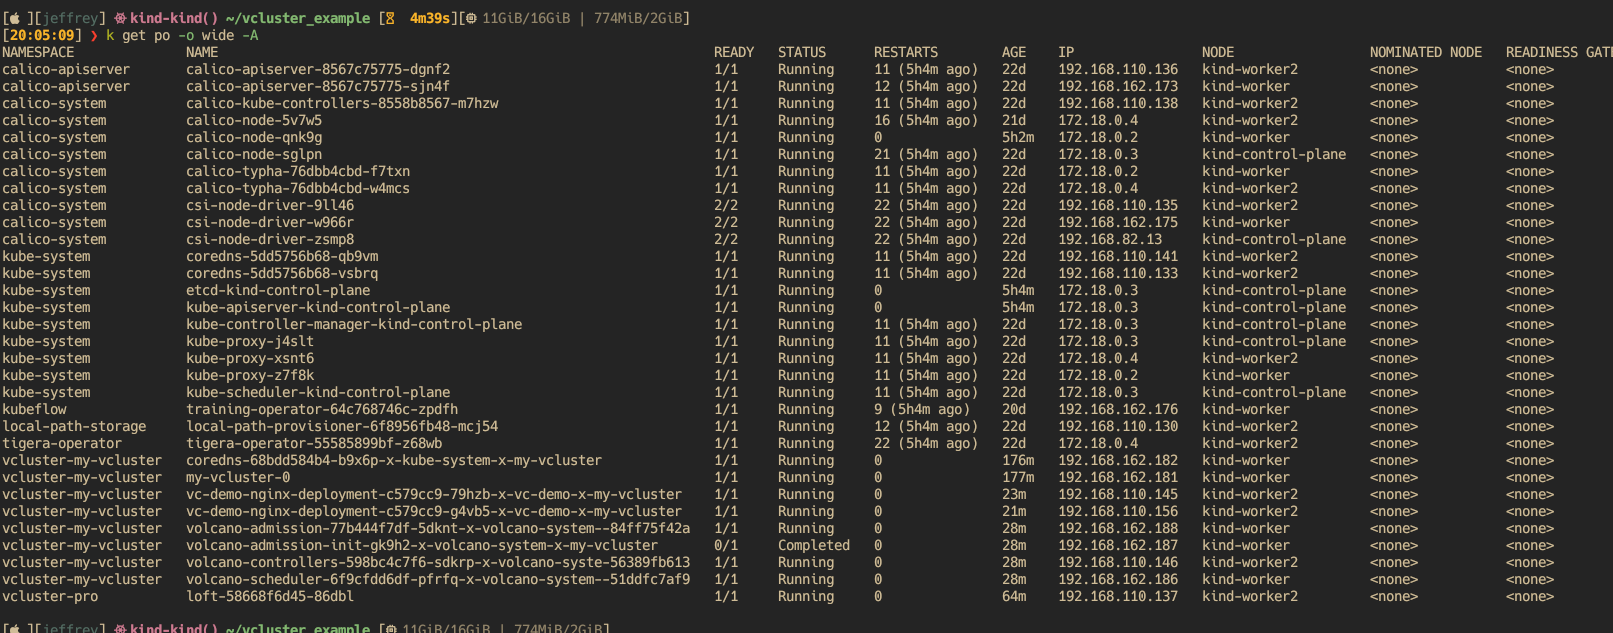 [ ][jeffrey] ☸kind-kind() ~/vcluster_example [⌛ 4m39s][ 11GiB/16GiB | 774MiB/2GiB]
[20:05:09] ❯ k get po -o wide -A
NAMESPACE NAME READY STATUS RESTARTS AGE IP NODE NOMINATED NODE READINESS GATE
calico-apiserver calico-apiserver-8567c75775-dgnf2 1/1 Running 11 (5h4m ago) 22d 192.168.110.136 kind-worker2 <none> <none>
calico-apiserver calico-apiserver-8567c75775-sjn4f 1/1 Running 12 (5h4m ago) 22d 192.168.162.173 kind-worker <none> <none>
calico-system calico-kube-controllers-8558b8567-m7hzw 1/1 Running 11 (5h4m ago) 22d 192.168.110.138 kind-worker2 <none> <none>
calico-system calico-node-5v7w5 1/1 Running 16 (5h4m ago) 21d 172.18.0.4 kind-worker2 <none> <none>
calico-system calico-node-qnk9g 1/1 Running 0 5h2m 172.18.0.2 kind-worker <none> <none>
calico-system calico-node-sglpn 1/1 Running 21 (5h4m ago) 22d 172.18.0.3 kind-control-plane <none> <none>
calico-system calico-typha-76dbb4cbd-f7txn 1/1 Running 11 (5h4m ago) 22d 172.18.0.2 kind-worker <none> <none>
calico-system calico-typha-76dbb4cbd-w4mcs 1/1 Running 11 (5h4m ago) 22d 172.18.0.4 kind-worker2 <none> <none>
calico-system csi-node-driver-9ll46 2/2 Running 22 (5h4m ago) 22d 192.168.110.135 kind-worker2 <none> <none>
calico-system csi-node-driver-w966r 2/2 Running 22 (5h4m ago) 22d 192.168.162.175 kind-worker <none> <none>
calico-system csi-node-driver-zsmp8 2/2 Running 22 (5h4m ago) 22d 192.168.82.13 kind-control-plane <none> <none>
kube-system coredns-5dd5756b68-qb9vm 1/1 Running 11 (5h4m ago) 22d 192.168.110.141 kind-worker2 <none> <none>
kube-system coredns-5dd5756b68-vsbrq 1/1 Running 11 (5h4m ago) 22d 192.168.110.133 kind-worker2 <none> <none>
kube-system etcd-kind-control-plane 1/1 Running 0 5h4m 172.18.0.3 kind-control-plane <none> <none>
kube-system kube-apiserver-kind-control-plane 1/1 Running 0 5h4m 172.18.0.3 kind-control-plane <none> <none>
kube-system kube-controller-manager-kind-control-plane 1/1 Running 11 (5h4m ago) 22d 172.18.0.3 kind-control-plane <none> <none>
kube-system kube-proxy-j4slt 1/1 Running 11 (5h4m ago) 22d 172.18.0.3 kind-control-plane <none> <none>
kube-system kube-proxy-xsnt6 1/1 Running 11 (5h4m ago) 22d 172.18.0.4 kind-worker2 <none> <none>
kube-system kube-proxy-z7f8k 1/1 Running 11 (5h4m ago) 22d 172.18.0.2 kind-worker <none> <none>
kube-system kube-scheduler-kind-control-plane 1/1 Running 11 (5h4m ago) 22d 172.18.0.3 kind-control-plane <none> <none>
kubeflow training-operator-64c768746c-zpdfh 1/1 Running 9 (5h4m ago) 20d 192.168.162.176 kind-worker <none> <none>
local-path-storage local-path-provisioner-6f8956fb48-mcj54 1/1 Running 12 (5h4m ago) 22d 192.168.110.130 kind-worker2 <none> <none>
tigera-operator tigera-operator-55585899bf-z68wb 1/1 Running 22 (5h4m ago) 22d 172.18.0.4 kind-worker2 <none> <none>
vcluster-my-vcluster coredns-68bdd584b4-b9x6p-x-kube-system-x-my-vcluster 1/1 Running 0 176m 192.168.162.182 kind-worker <none> <none>
vcluster-my-vcluster my-vcluster-0 1/1 Running 0 177m 192.168.162.181 kind-worker <none> <none>
vcluster-my-vcluster vc-demo-nginx-deployment-c579cc9-79hzb-x-vc-demo-x-my-vcluster 1/1 Running 0 23m 192.168.110.145 kind-worker2 <none> <none>
vcluster-my-vcluster vc-demo-nginx-deployment-c579cc9-g4vb5-x-vc-demo-x-my-vcluster 1/1 Running 0 21m 192.168.110.156 kind-worker2 <none> <none>
vcluster-my-vcluster volcano-admission-77b444f7df-5dknt-x-volcano-system--84ff75f42a 1/1 Running 0 28m 192.168.162.188 kind-worker <none> <none>
vcluster-my-vcluster volcano-admission-init-gk9h2-x-volcano-system-x-my-vcluster 0/1 Completed 0 28m 192.168.162.187 kind-worker <none> <none>
vcluster-my-vcluster volcano-controllers-598bc4c7f6-sdkrp-x-volcano-syste-56389fb613 1/1 Running 0 28m 192.168.110.146 kind-worker2 <none> <none>
vcluster-my-vcluster volcano-scheduler-6f9cfdd6df-pfrfq-x-volcano-system--51ddfc7af9 1/1 Running 0 28m 192.168.162.186 kind-worker <none> <none>
vcluster-pro loft-58668f6d45-86dbl 1/1 Running 0 64m 192.168.110.137 kind-worker2 <none> <none>
[ ][jeffrey] ☸kind-kind() ~/vcluster_example [ 11GiB/16GiB | 774MiB/2GiB]